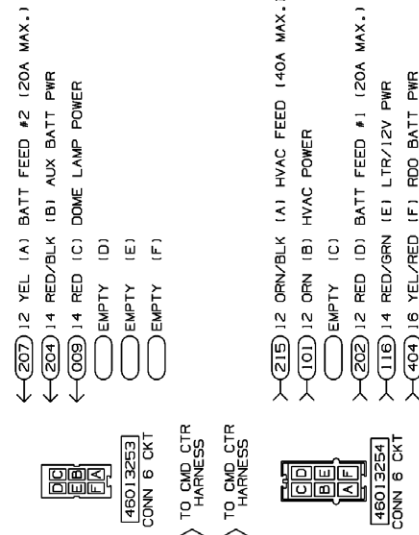 207 12 YEL (A) BATT FEED #2 (20A MAX.)
204 14 RED/BLK (B) AUX BATT PWR
009 14 RED (C) DOME LAMP POWER
EMPTY (D)
EMPTY (E)
EMPTY (F)
D C
E B
F A
46013253
CONN 6 CKT
TO CMD CTR
HARNESS
TO CMD CTR
HARNESS
215 12 ORN/BLK (A) HVAC FEED (40A MAX.)
101 12 ORN (B) HVAC POWER
EMPTY (C)
202 12 RED (D) BATT FEED #1 (20A MAX.)
116 14 RED/GRN (E) LTR/12V PWR
404 16 YEL/RED (F) RDO BATT PWR
C D
B E
A F
46013254
CONN 6 CKT